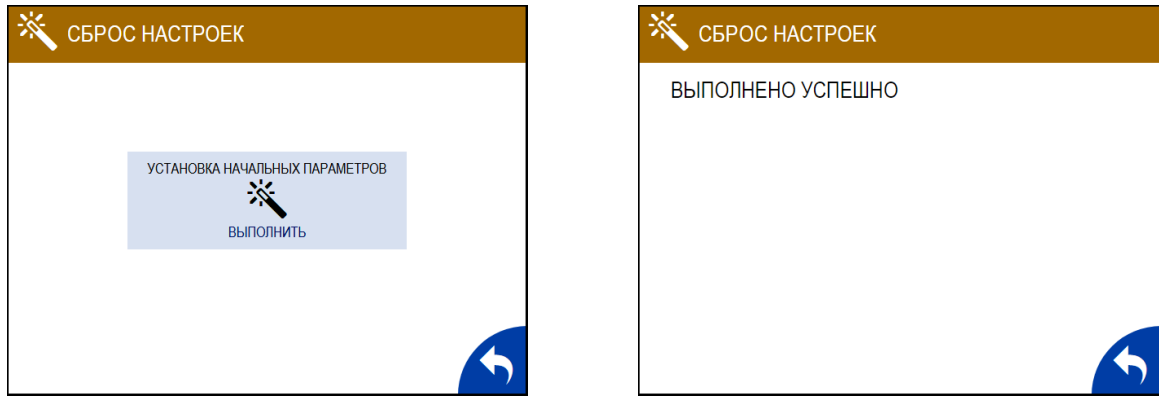 СБРОС НАСТРОЕК
УСТАНОВКА НАЧАЛЬНЫХ ПАРАМЕТРОВ
ВЫПОЛНИТЬ
СБРОС НАСТРОЕК
ВЫПОЛНЕНО УСПЕШНО